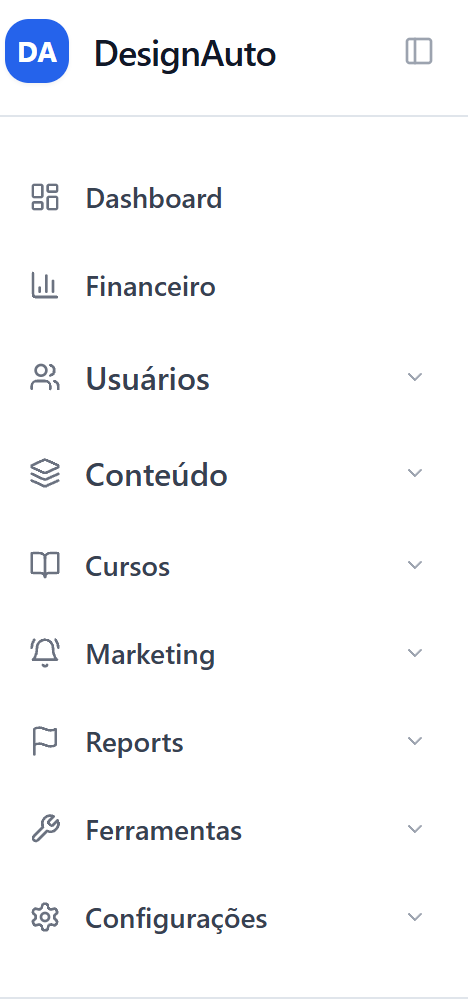 DA DesignAuto
Dashboard
Financeiro
Usuários
Conteúdo
Cursos
Marketing
Reports
Ferramentas
Configurações